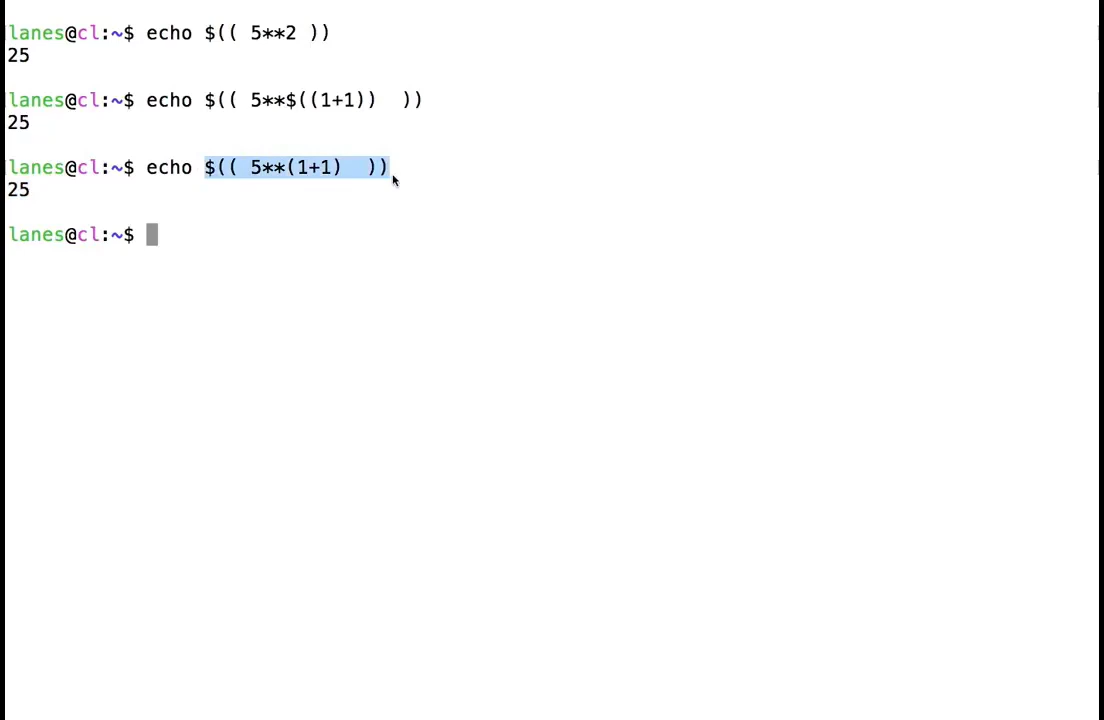 lanes@cl:~$ echo $(( 5**2 ))
25
lanes@cl:~$ echo $(( 5**$((1+1))  ))
25
lanes@cl:~$ echo $(( 5**(1+1)  ))
25
lanes@cl:~$